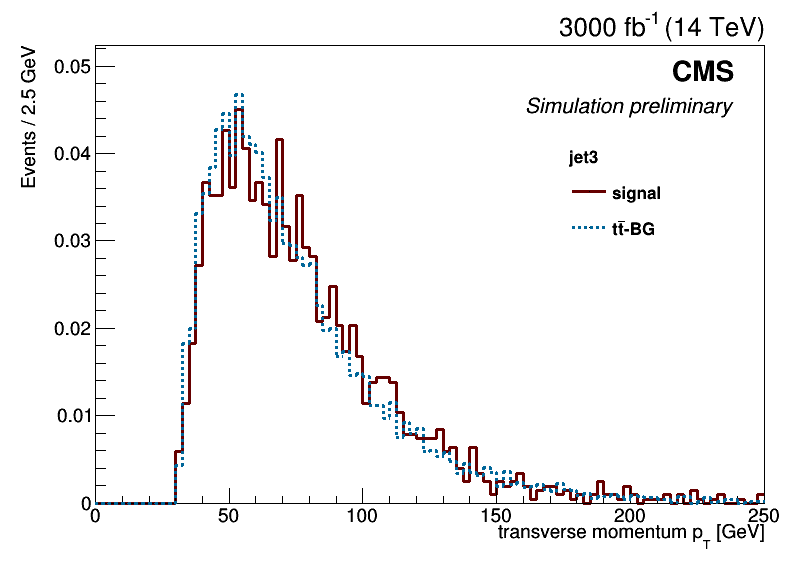 3000 fb⁻¹ (14 TeV)
Events / 2.5 GeV
CMS
Simulation preliminary
jet3
signal
tt̄-BG
0.05
0.04
0.03
0.02
0.01
0
0 50 100 150 200 250
transverse momentum p_T [GeV]